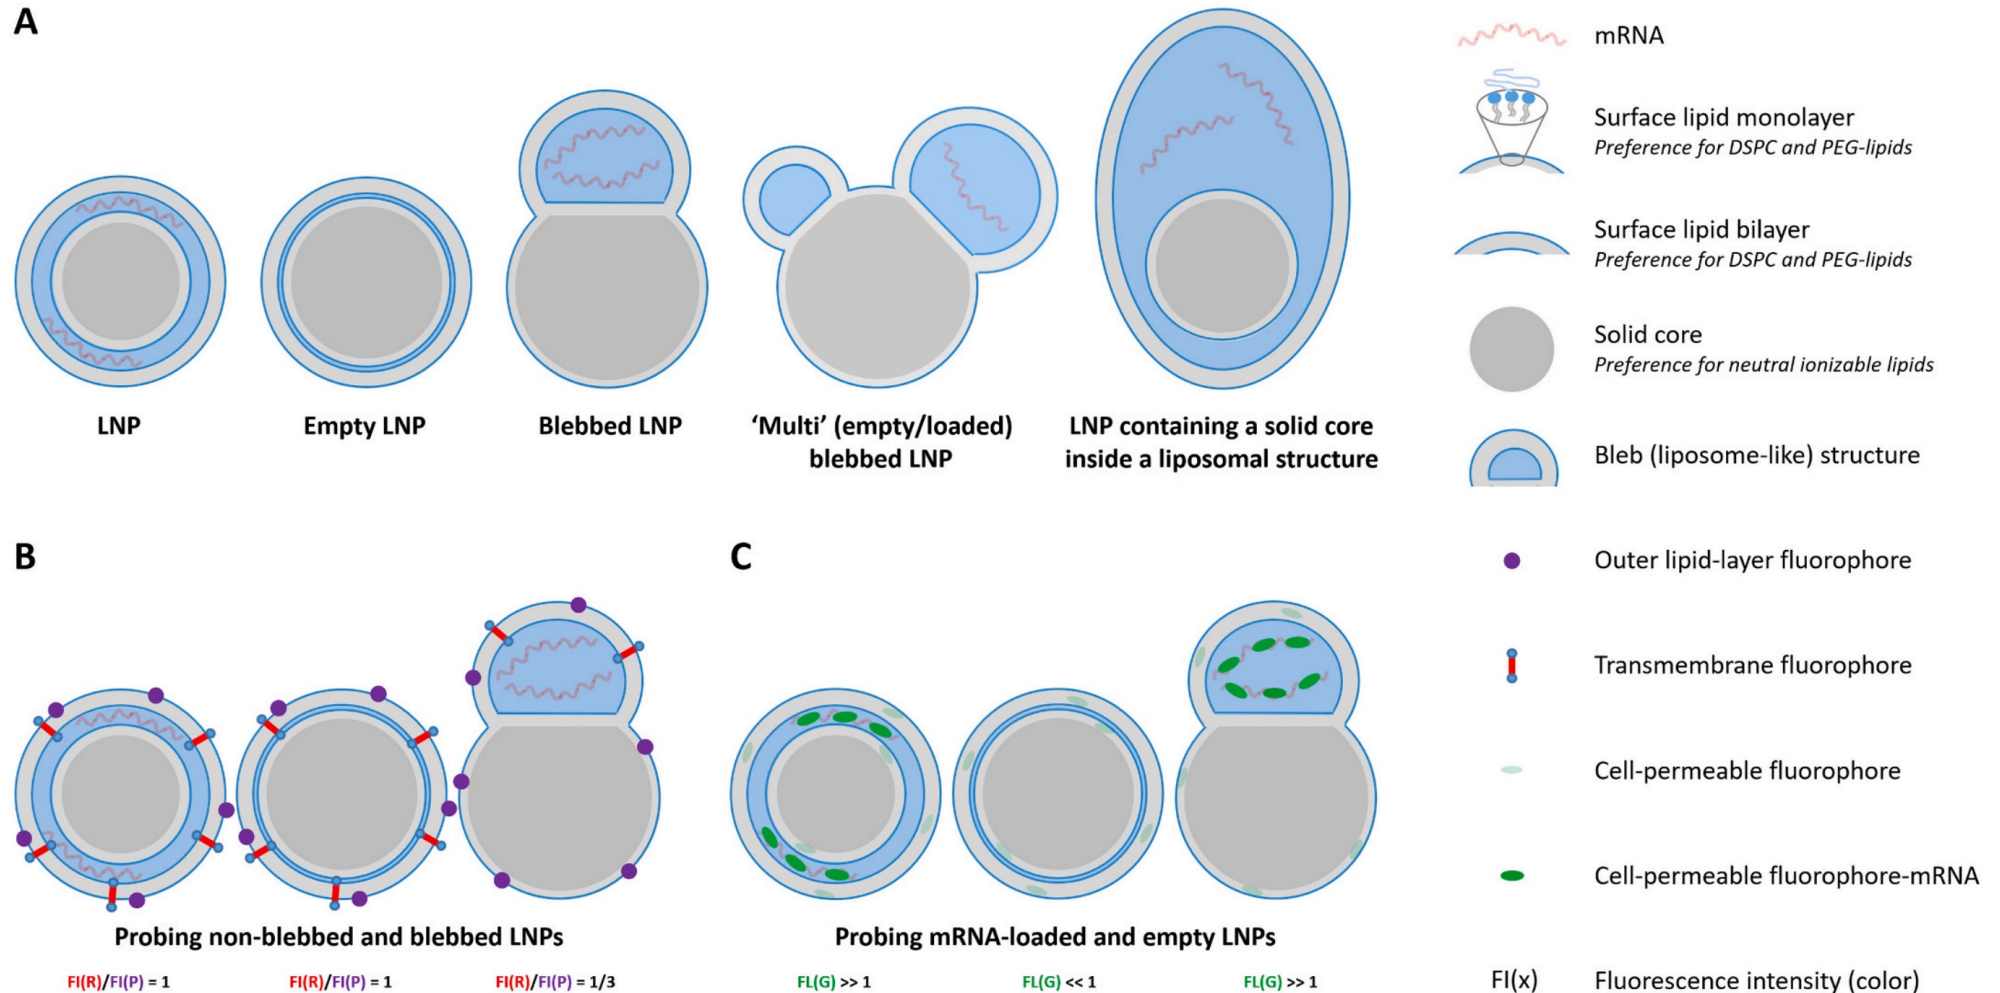 A
LNP
Empty LNP
Blebbed LNP
‘Multi’ (empty/loaded)
blebbed LNP
LNP containing a solid core
inside a liposomal structure
mRNA
Surface lipid monolayer
Preference for DSPC and PEG-lipids
Surface lipid bilayer
Preference for DSPC and PEG-lipids
Solid core
Preference for neutral ionizable lipids
Bleb (liposome-like) structure
Outer lipid-layer fluorophore
Transmembrane fluorophore
Cell-permeable fluorophore
Cell-permeable fluorophore-mRNA
FI(x) Fluorescence intensity (color)
B
Probing non-blebbed and blebbed LNPs
FI(R)/FI(P) = 1
FI(R)/FI(P) = 1
FI(R)/FI(P) = 1/3
C
Probing mRNA-loaded and empty LNPs
FL(G) >> 1
FL(G) << 1
FL(G) >> 1